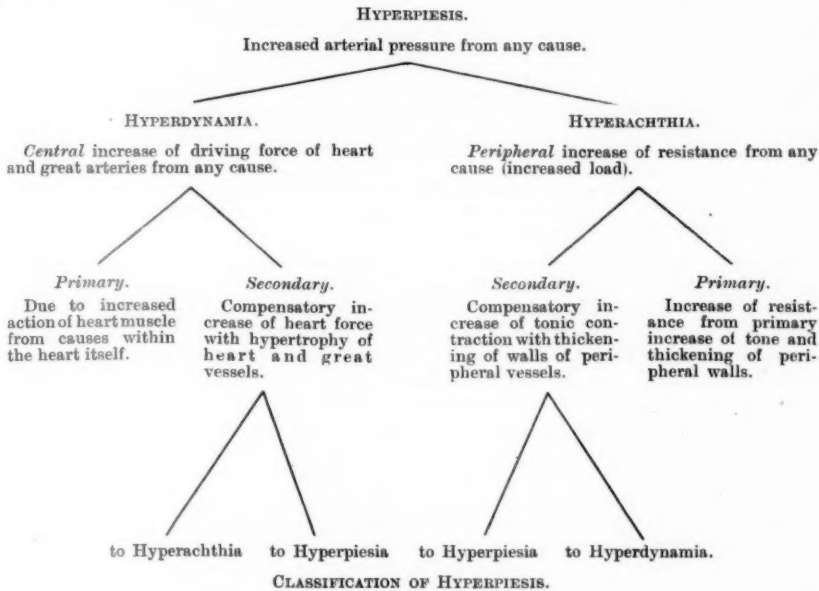 HYPERPIESIS.
Increased arterial pressure from any cause.
HYPERDYNAMIA.
Central increase of driving force of heart
and great arteries from any cause.
HYPERACHTHIA.
Peripheral increase of resistance from any
cause (increased load).
Primary.
Due to increased
action of heart muscle
from causes within
the heart itself.
Secondary.
Compensatory in-
crease of heart force
with hypertrophy of
heart and great
vessels.
Secondary.
Compensatory in-
crease of tonic con-
traction with thicken-
ing of walls of peri-
pheral vessels.
Primary.
Increase of resist-
ance from primary
increase of tone and
thickening of peri-
pheral walls.
to Hyperachthia to Hyperpiesia to Hyperpiesia to Hyperdynamia.
CLASSIFICATION OF HYPERPIESIS.